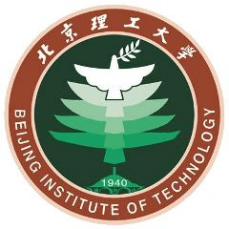 北京理工大学
1940
BEIJING INSTITUTE OF TECHNOLOGY